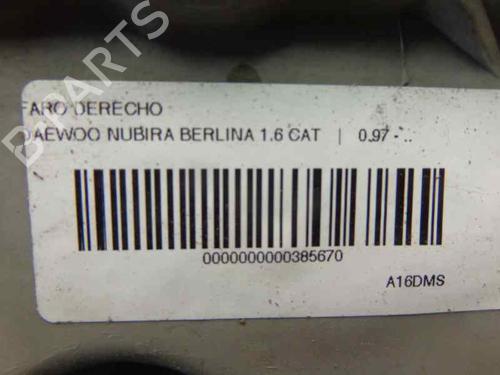 BPARTS
FARO DERECHO
DAEWOO NUBIRA BERLINA 1.6 CAT | 0.97 - ..
0000000000385670
A16DMS